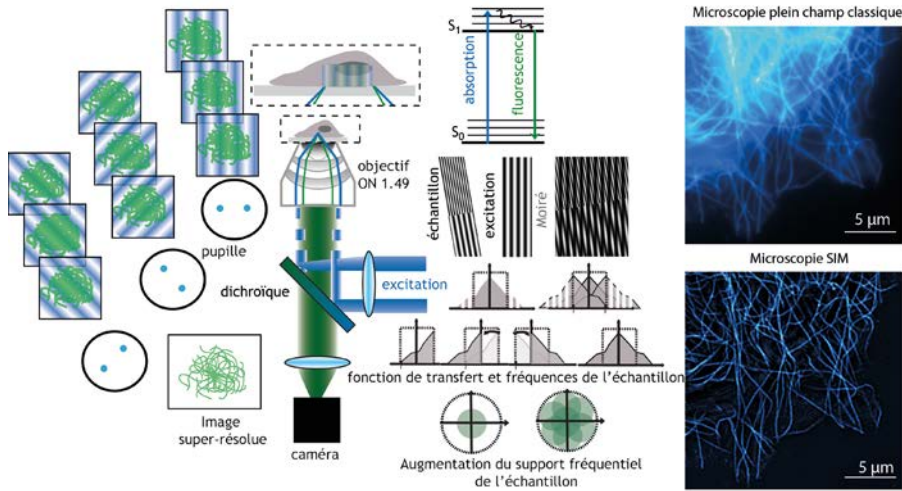 S₁
absorption
fluorescence
S₀
objectif
ON 1.49
échantillon
excitation
Moiré
pupille
dichroïque
excitation
fonction de transfert et fréquences de l'échantillon
Image
super-résolue
caméra
Augmentation du support fréquentiel
de l'échantillon
Microscopie plein champ classique
5 µm
Microscopie SIM
5 µm